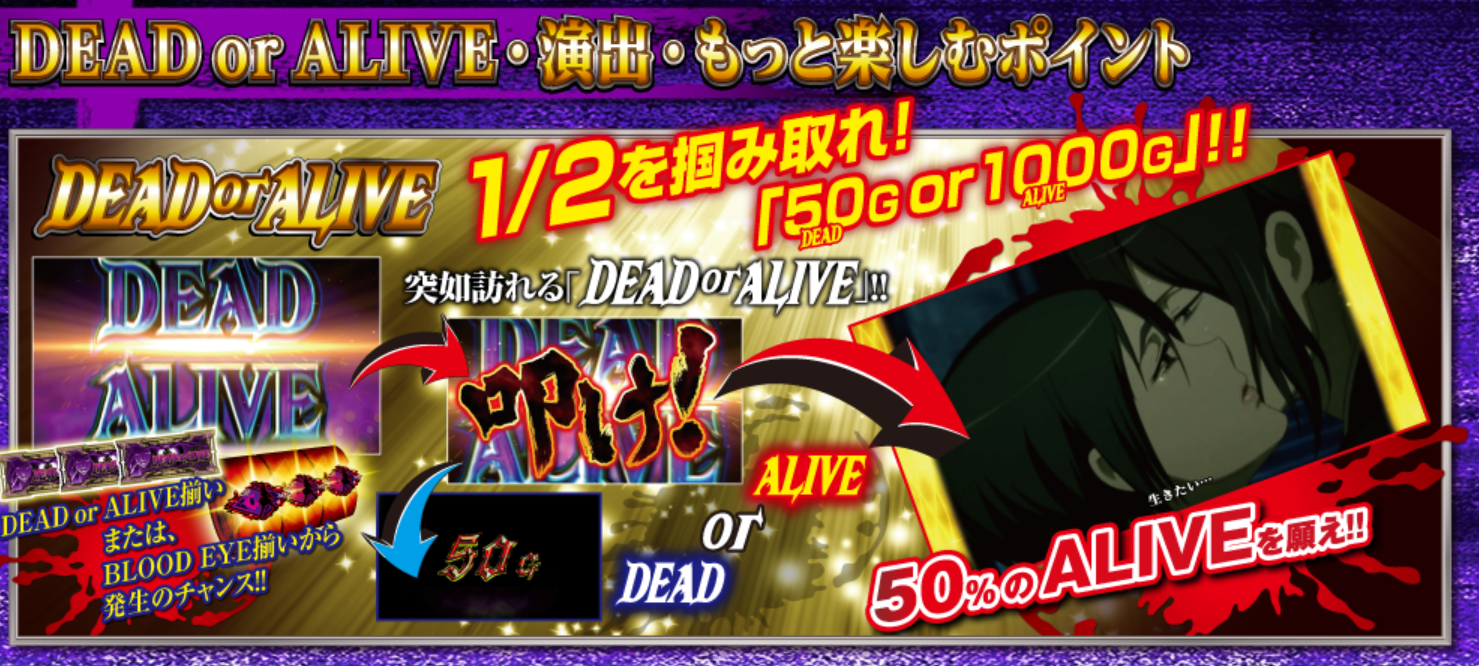 DEAD or ALIVE・演出・もっと楽しむポイント
DEAD or ALIVE
1/2を掴み取れ!
「50G or 1000G」!!
DEAD
ALIVE
突如訪れる「DEAD or ALIVE」!!
DEAD
ALIVE
DEAD
叩け!
ALIVE
DEAD or ALIVE揃い
または、
BLOOD EYE揃いから
発生のチャンス!!
50G
ALIVE
or
DEAD
生きたい…
50%のALIVEを願え!!